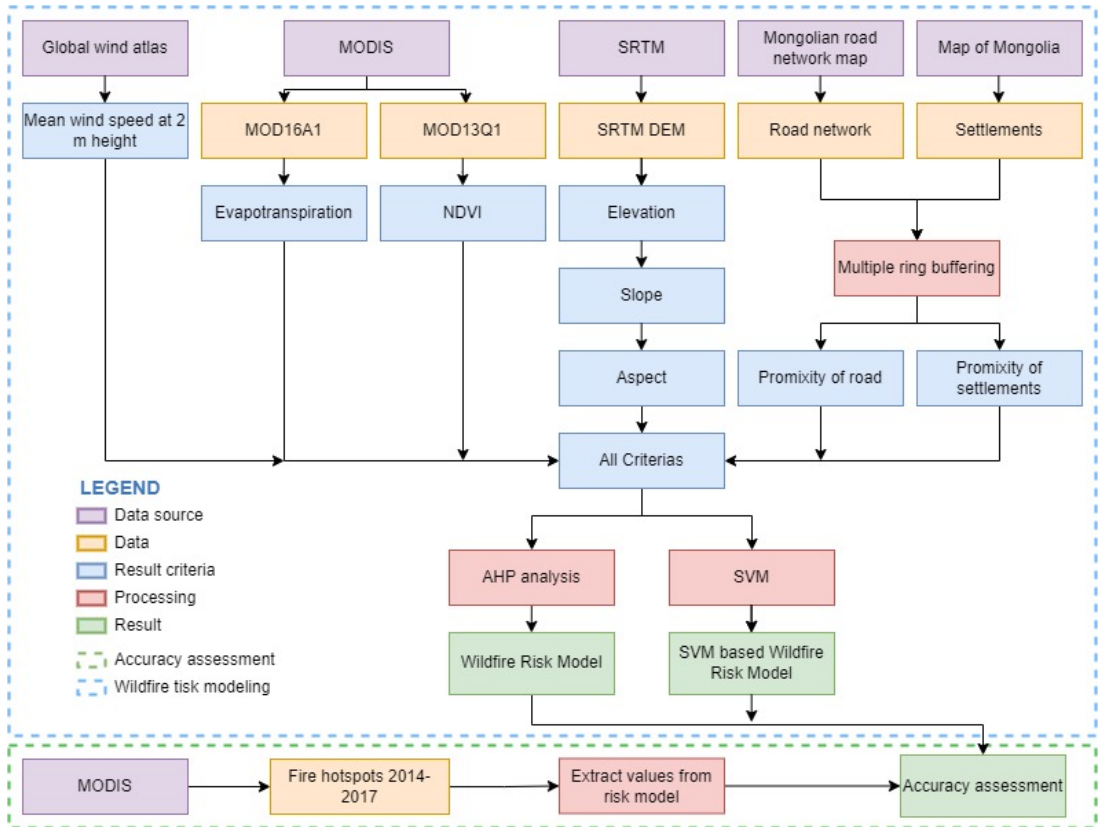 Global wind atlas
MODIS
SRTM
Mongolian road
network map
Map of Mongolia
Mean wind speed at 2
m height
MOD16A1
MOD13Q1
SRTM DEM
Road network
Settlements
Evapotranspiration
NDVI
Elevation
Multiple ring buffering
Slope
Aspect
Promixity of road
Promixity of
settlements
All Criterias
LEGEND
Data source
Data
Result criteria
Processing
Result
Accuracy assessment
Wildfire tisk modeling
AHP analysis
SVM
Wildfire Risk Model
SVM based Wildfire
Risk Model
MODIS
Fire hotspots 2014-
2017
Extract values from
risk model
Accuracy assessment